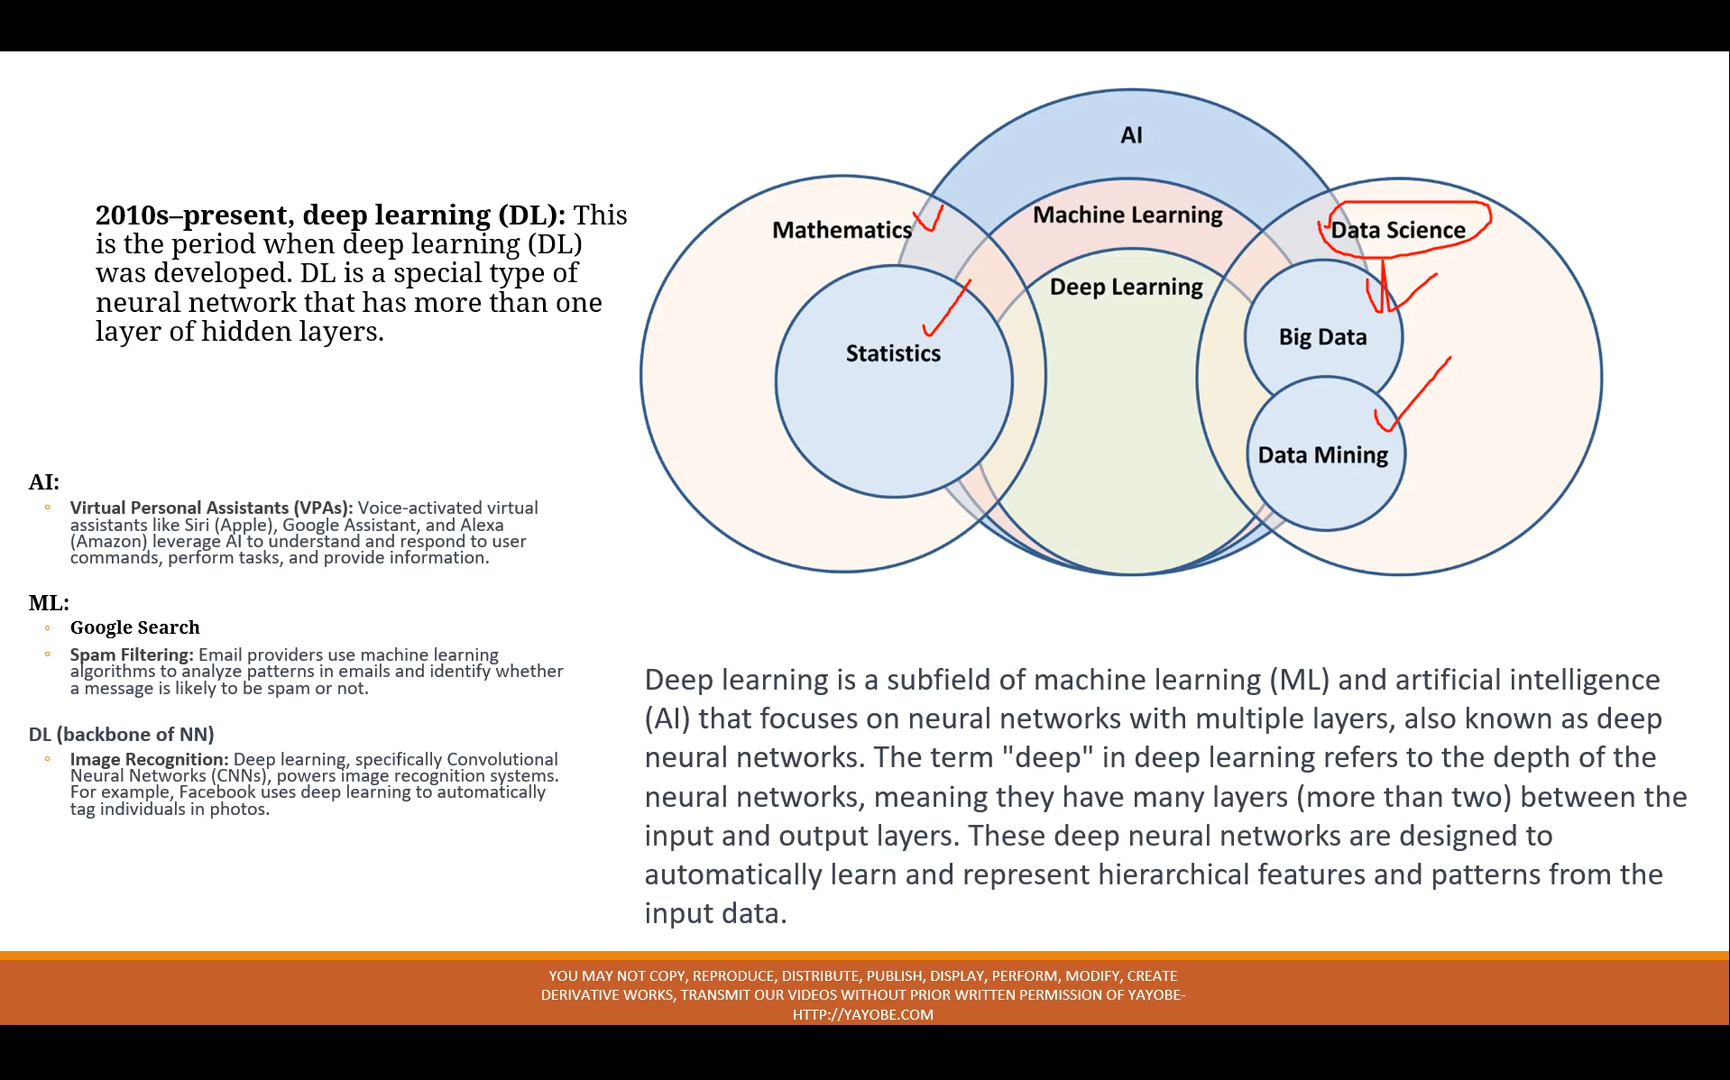 2010s–present, deep learning (DL): This
is the period when deep learning (DL)
was developed. DL is a special type of
neural network that has more than one
layer of hidden layers.
AI:
Virtual Personal Assistants (VPAs): Voice-activated virtual
assistants like Siri (Apple), Google Assistant, and Alexa
(Amazon) leverage AI to understand and respond to user
commands, perform tasks, and provide information.
ML:
Google Search
Spam Filtering: Email providers use machine learning
algorithms to analyze patterns in emails and identify whether
a message is likely to be spam or not.
DL (backbone of NN)
Image Recognition: Deep learning, specifically Convolutional
Neural Networks (CNNs), powers image recognition systems.
For example, Facebook uses deep learning to automatically
tag individuals in photos.
AI
Machine Learning
Mathematics
Data Science
Deep Learning
Big Data
Statistics
Data Mining
Deep learning is a subfield of machine learning (ML) and artificial intelligence
(AI) that focuses on neural networks with multiple layers, also known as deep
neural networks. The term "deep" in deep learning refers to the depth of the
neural networks, meaning they have many layers (more than two) between the
input and output layers. These deep neural networks are designed to
automatically learn and represent hierarchical features and patterns from the
input data.
YOU MAY NOT COPY, REPRODUCE, DISTRIBUTE, PUBLISH, DISPLAY, PERFORM, MODIFY, CREATE
DERIVATIVE WORKS, TRANSMIT OUR VIDEOS WITHOUT PRIOR WRITTEN PERMISSION OF YAYOBE-
HTTP://YAYOBE.COM